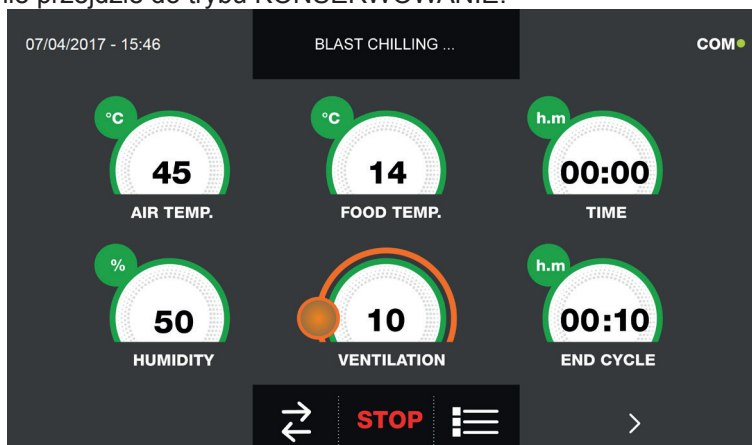 przejdzie do trybu KONSERWOWANIE.
07/04/2017 - 15:46 BLAST CHILLING ... COM
°C °C h.m
45 14 00:00
AIR TEMP. FOOD TEMP. TIME
% h.m
50 10 00:10
HUMIDITY VENTILATION END CYCLE
STOP